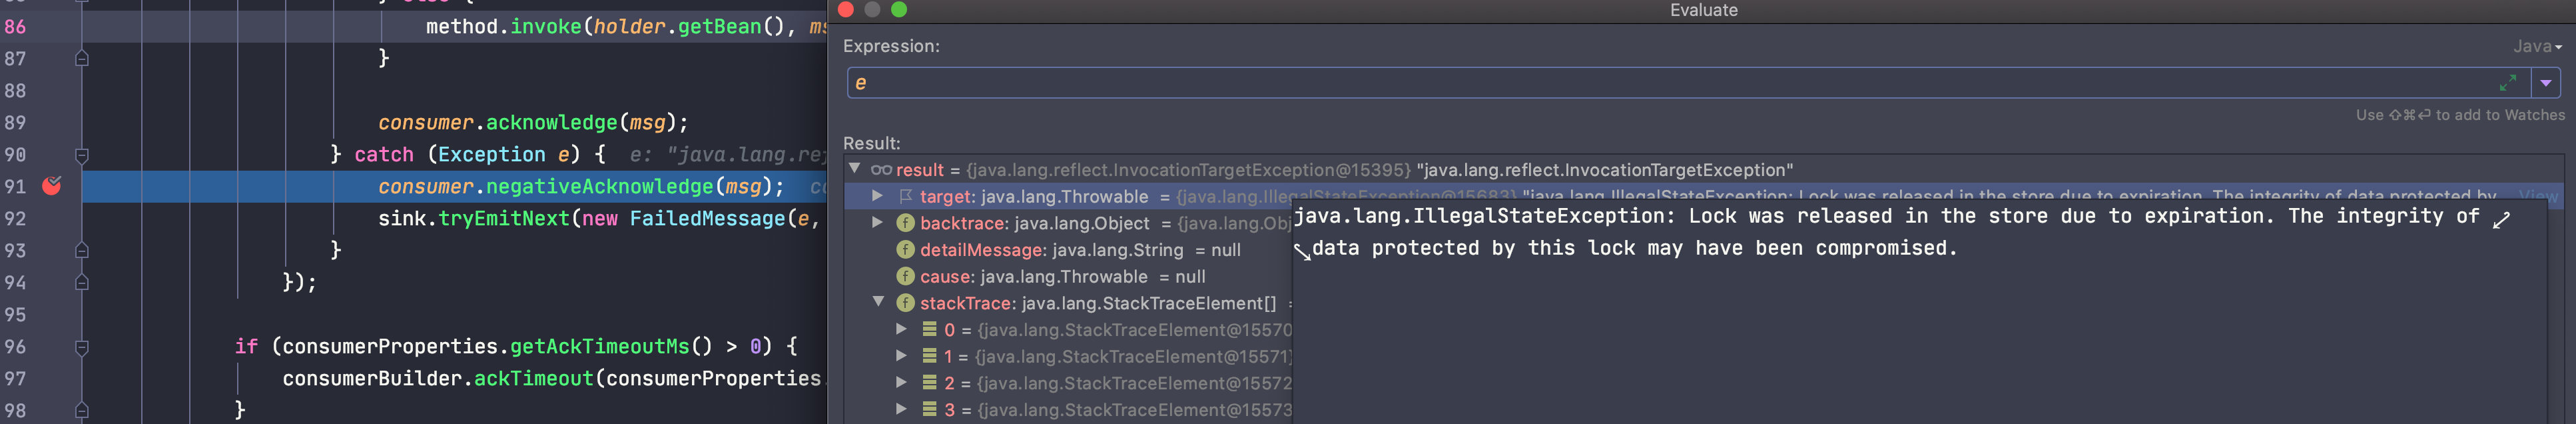 } else {
86 method.invoke(holder.getBean(), ms
87 }
88
89 consumer.acknowledge(msg);
90 } catch (Exception e) { e: "java.lang.ref
91 consumer.negativeAcknowledge(msg); co
92 sink.tryEmitNext(new FailedMessage(e,
93 }
94 });
95
96 if (consumerProperties.getAckTimeoutMs() > 0) {
97 consumerBuilder.ackTimeout(consumerProperties.
98 }
Evaluate
Expression:
Java
e
Use ⇧⌘⏎ to add to Watches
Result:
result = {java.lang.reflect.InvocationTargetException@15395} "java.lang.reflect.InvocationTargetException"
target: java.lang.Throwable = {java.lang.IllegalStateException@15683} "java.lang.IllegalStateException: Lock was released in the store due to expiration. The integrity of data protected by... View
java.lang.IllegalStateException: Lock was released in the store due to expiration. The integrity of
data protected by this lock may have been compromised.
backtrace: java.lang.Object = {java.lang.Obj
detailMessage: java.lang.String = null
cause: java.lang.Throwable = null
stackTrace: java.lang.StackTraceElement[] =
0 = {java.lang.StackTraceElement@15570
1 = {java.lang.StackTraceElement@15571}
2 = {java.lang.StackTraceElement@15572
3 = {java.lang.StackTraceElement@15573